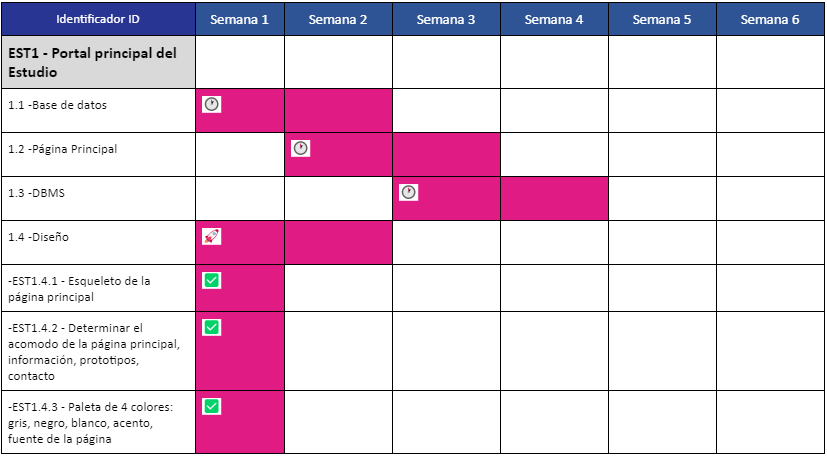 Identificador ID
Semana 1
Semana 2
Semana 3
Semana 4
Semana 5
Semana 6
EST1 - Portal principal del
Estudio
1.1 -Base de datos
1.2 -Página Principal
1.3 -DBMS
1.4 -Diseño
-EST1.4.1 - Esqueleto de la
página principal
-EST1.4.2 - Determinar el
acomodo de la página principal,
información, prototipos,
contacto
-EST1.4.3 - Paleta de 4 colores:
gris, negro, blanco, acento,
fuente de la página